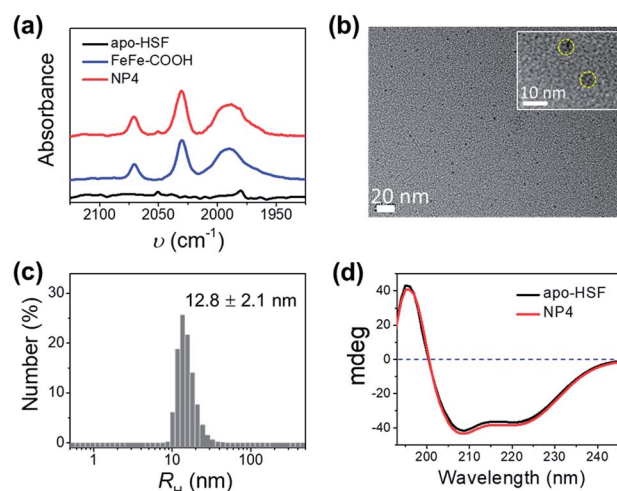 (a)
apo-HSF
FeFe-COOH
NP4
Absorbance
2100 2050 2000 1950
υ (cm⁻¹)
(b)
10 nm
20 nm
(c)
12.8 ± 2.1 nm
30
20
10
0
Number (%)
1 10 100
R_H (nm)
(d)
apo-HSF
NP4
40
0
-40
mdeg
200 210 220 230 240
Wavelength (nm)